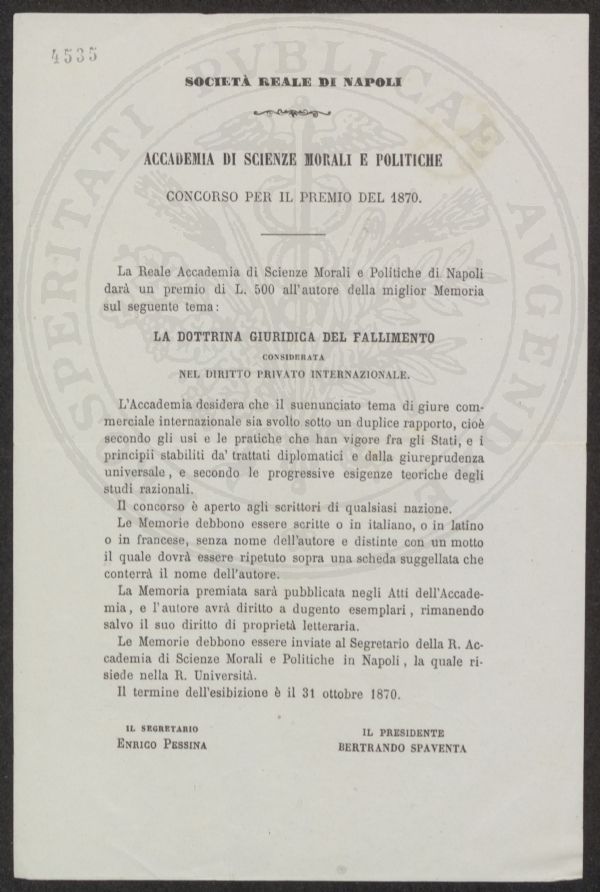 4535
SOCIETÀ REALE DI NAPOLI
ACCADEMIA DI SCIENZE MORALI E POLITICHE
CONCORSO PER IL PREMIO DEL 1870.
La Reale Accademia di Scienze Morali e Politiche di Napoli
darà un premio di L. 500 all'autore della miglior Memoria
sul seguente tema:
LA DOTTRINA GIURIDICA DEL FALLIMENTO
CONSIDERATA
NEL DIRITTO PRIVATO INTERNAZIONALE.
L'Accademia desidera che il suenunciato tema di giure com-
merciale internazionale sia svolto sotto un duplice rapporto, cioè
secondo gli usi e le pratiche che han vigore fra gli Stati, e i
principii stabiliti da' trattati diplomatici e dalla giureprudenza
universale, e secondo le progressive esigenze teoriche degli
studi razionali.
Il concorso è aperto agli scrittori di qualsiasi nazione.
Le Memorie debbono essere scritte o in italiano, o in latino
o in francese, senza nome dell'autore e distinte con un motto
il quale dovrà essere ripetuto sopra una scheda suggellata che
conterrà il nome dell'autore.
La Memoria premiata sarà pubblicata negli Atti dell'Accade-
mia, e l'autore avrà diritto a dugento esemplari, rimanendo
salvo il suo diritto di proprietà letteraria.
Le Memorie debbono essere inviate al Segretario della R. Ac-
cademia di Scienze Morali e Politiche in Napoli, la quale ri-
siede nella R. Università.
Il termine dell'esibizione è il 31 ottobre 1870.
IL SEGRETARIO
ENRICO PESSINA
IL PRESIDENTE
BERTRANDO SPAVENTA
SPERITATI PVBLICAE AVGENDAE